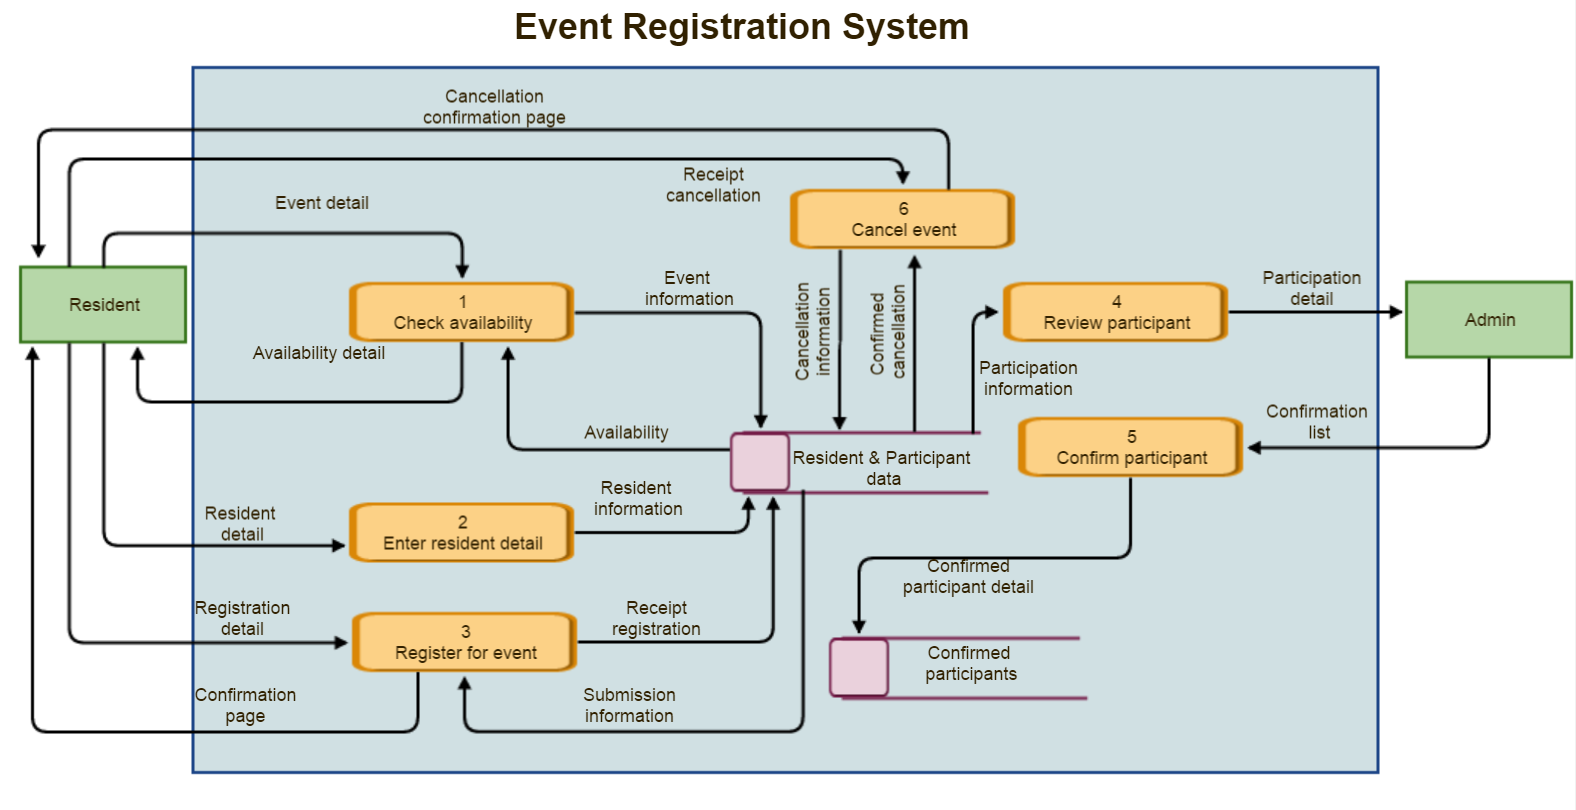 Event Registration System
Cancellation
confirmation page
Receipt
cancellation
Event detail
6
Cancel event
Event
information
Participation
detail
Resident
1
Check availability
4
Review participant
Admin
Cancellation
information
Confirmed
cancellation
Availability detail
Participation
information
Availability
Confirmation
list
5
Confirm participant
Resident & Participant
data
Resident
information
Resident
detail
2
Enter resident detail
Confirmed
participant detail
Registration
detail
Receipt
registration
3
Register for event
Confirmed
participants
Confirmation
page
Submission
information